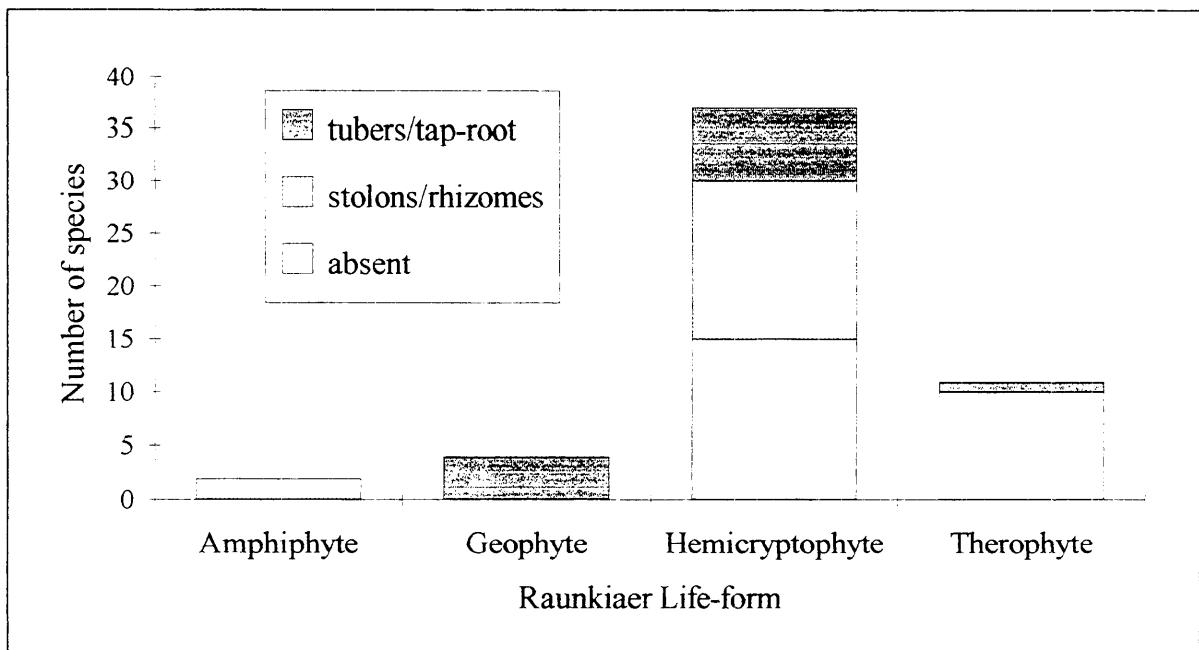 Number of species
40
35
30
25
20
15
10
5
0
tubers/tap-root
stolons/rhizomes
absent
Amphiphyte Geophyte Hemicryptophyte Therophyte
Raunkiaer Life-form